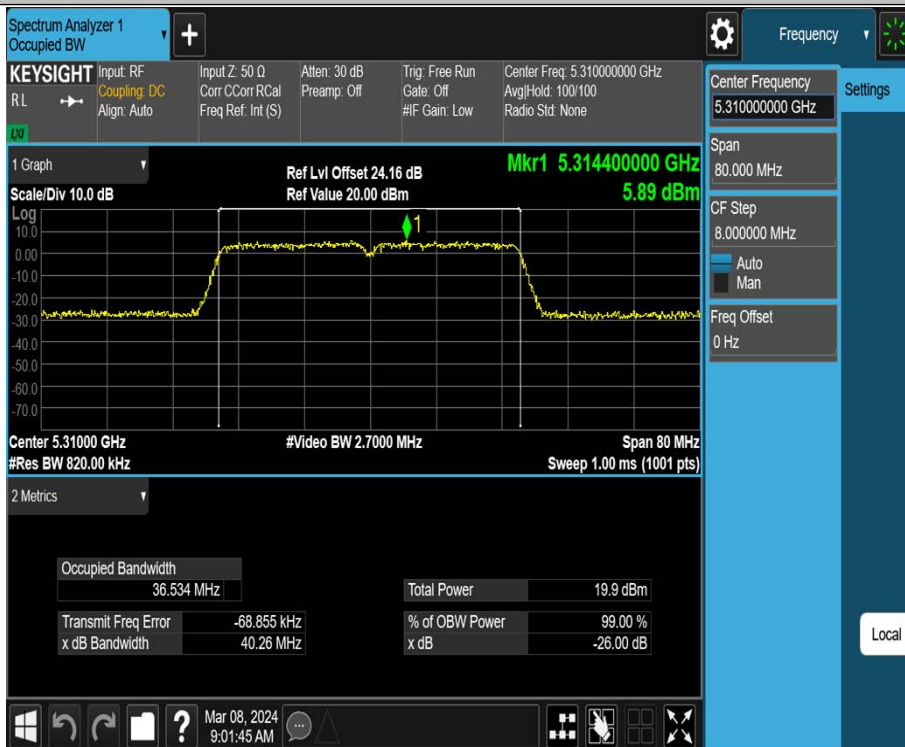 Spectrum Analyzer 1
Occupied BW
+
Frequency
KEYSIGHT
R L
LXI
Input: RF
Coupling: DC
Align: Auto
Input Z: 50 Ω
Corr CCorr RCal
Freq Ref: Int (S)
Atten: 30 dB
Preamp: Off
Trig: Free Run
Gate: Off
#IF Gain: Low
Center Freq: 5.310000000 GHz
Avg|Hold: 100/100
Radio Std: None
Center Frequency
5.310000000 GHz
Settings
Span
80.000 MHz
CF Step
8.000000 MHz
Auto
Man
Freq Offset
0 Hz
Local
1 Graph
Scale/Div 10.0 dB
Ref Lvl Offset 24.16 dB
Ref Value 20.00 dBm
Mkr1 5.314400000 GHz
5.89 dBm
Log
10.0
0.00
-10.0
-20.0
-30.0
-40.0
-50.0
-60.0
-70.0
1
Center 5.31000 GHz
#Res BW 820.00 kHz
#Video BW 2.7000 MHz
Span 80 MHz
Sweep 1.00 ms (1001 pts)
2 Metrics
Occupied Bandwidth
36.534 MHz
Total Power 19.9 dBm
Transmit Freq Error -68.855 kHz
% of OBW Power 99.00 %
x dB Bandwidth 40.26 MHz
x dB -26.00 dB
?
Mar 08, 2024
9:01:45 AM